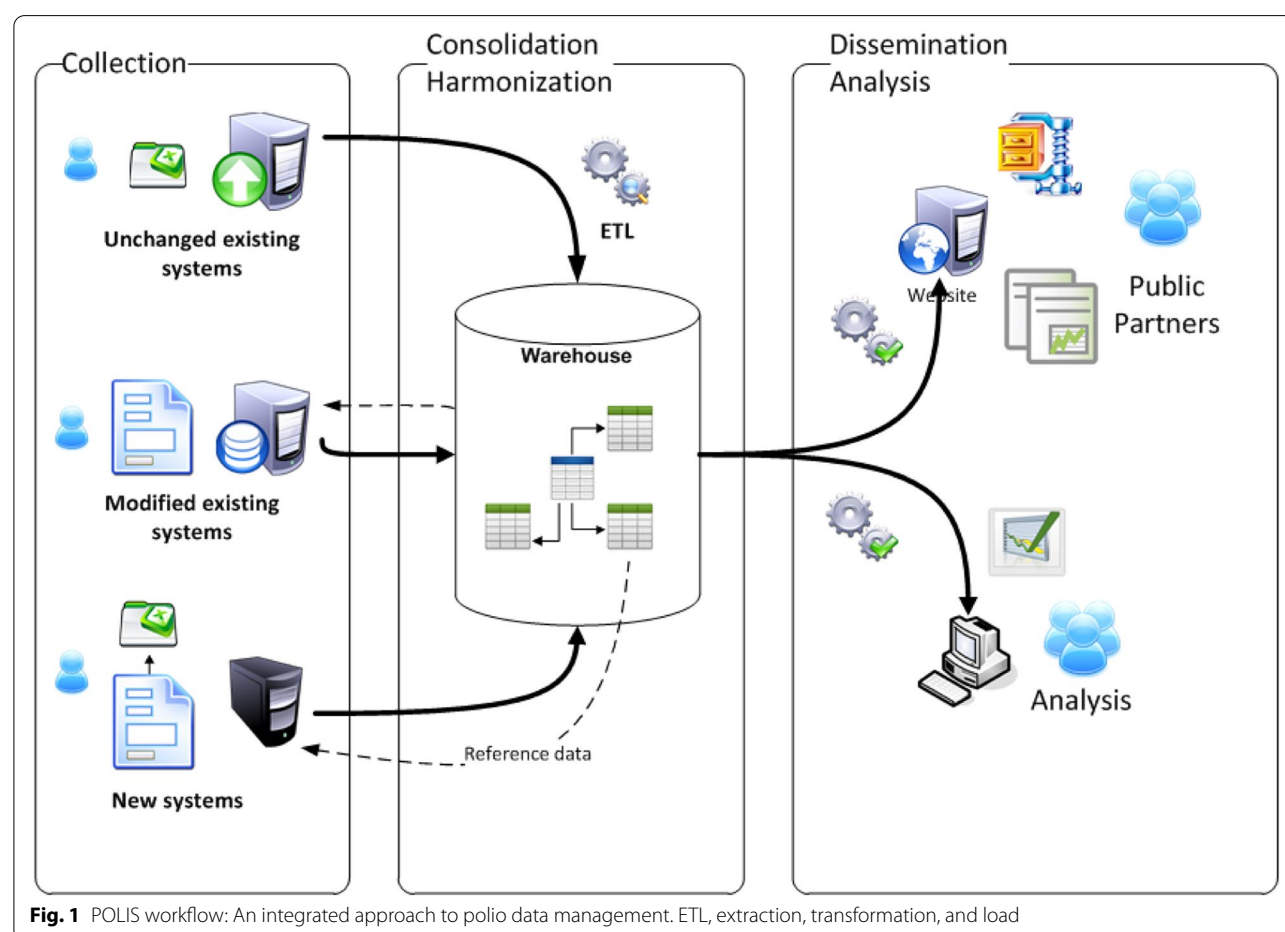 Collection
Unchanged existing
systems
Modified existing
systems
New systems
Consolidation
Harmonization
ETL
Warehouse
Reference data
Dissemination
Analysis
Website
Public
Partners
Analysis
Fig. 1 POLIS workflow: An integrated approach to polio data management. ETL, extraction, transformation, and load